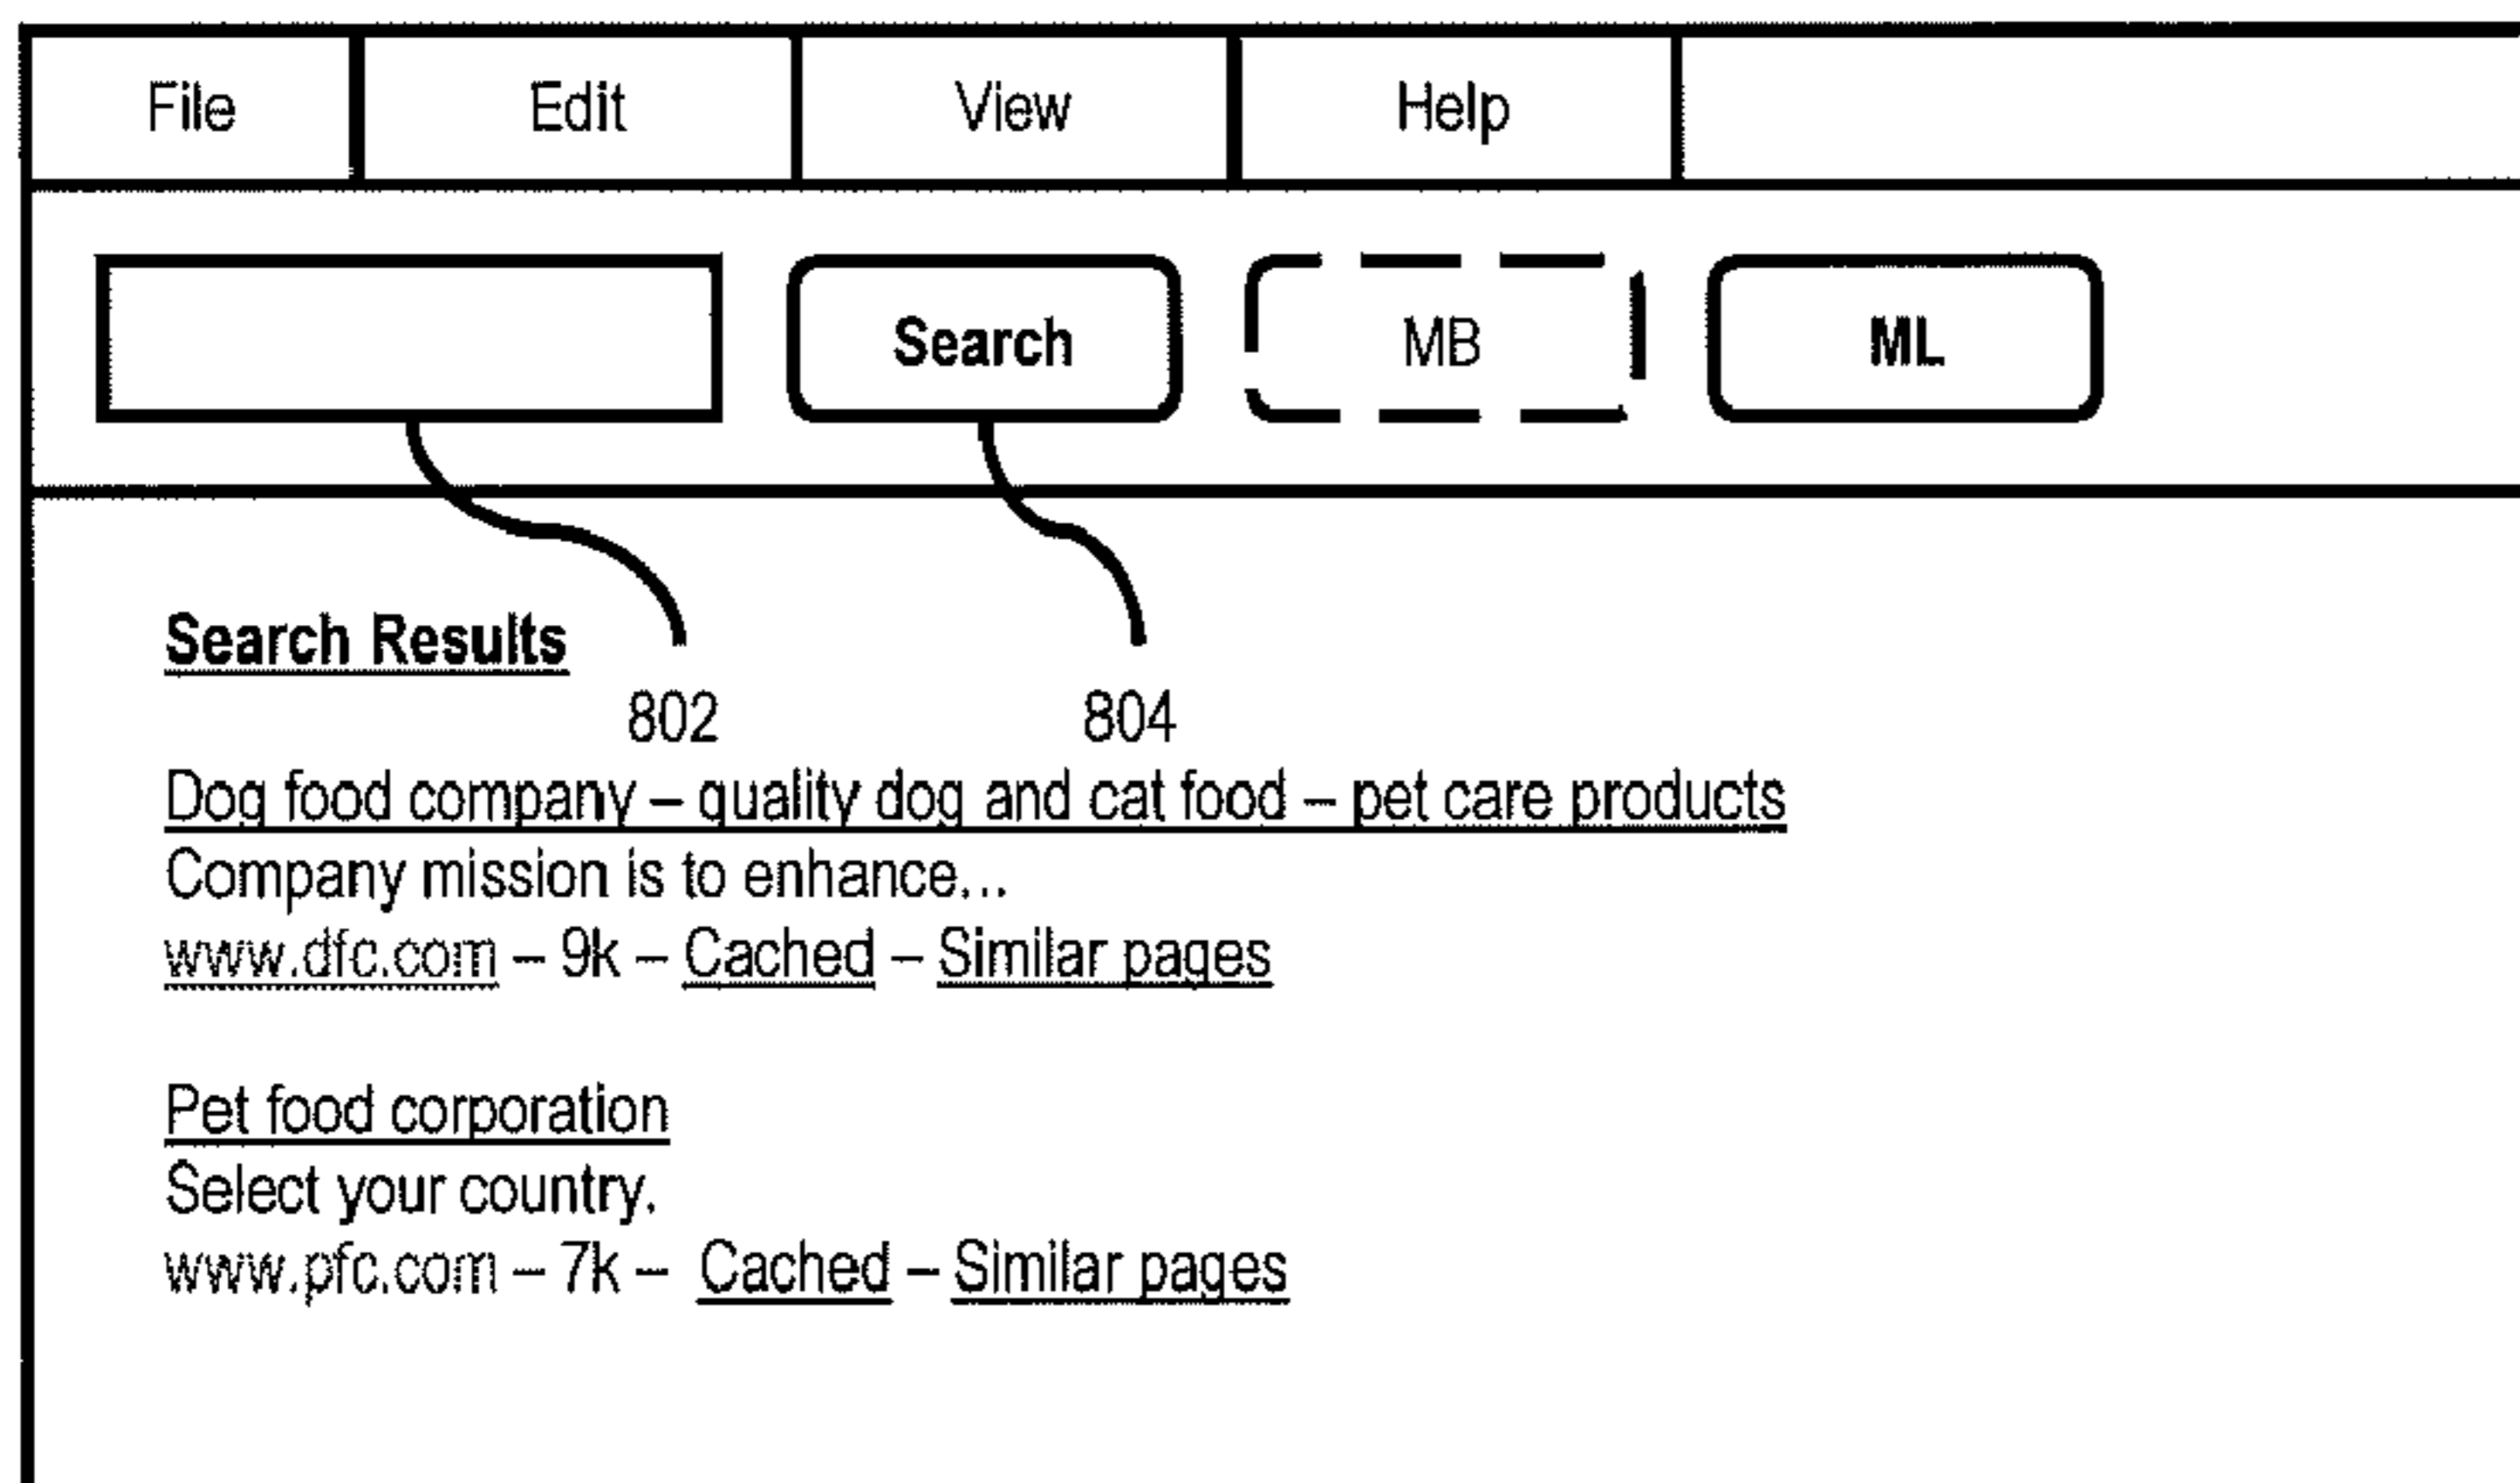 File Edit View Help
Search MB ML
Search Results
802 804
Dog food company – quality dog and cat food – pet care products
Company mission is to enhance...
www.dfc.com – 9k – Cached – Similar pages
Pet food corporation
Select your country.
www.pfc.com – 7k – Cached – Similar pages